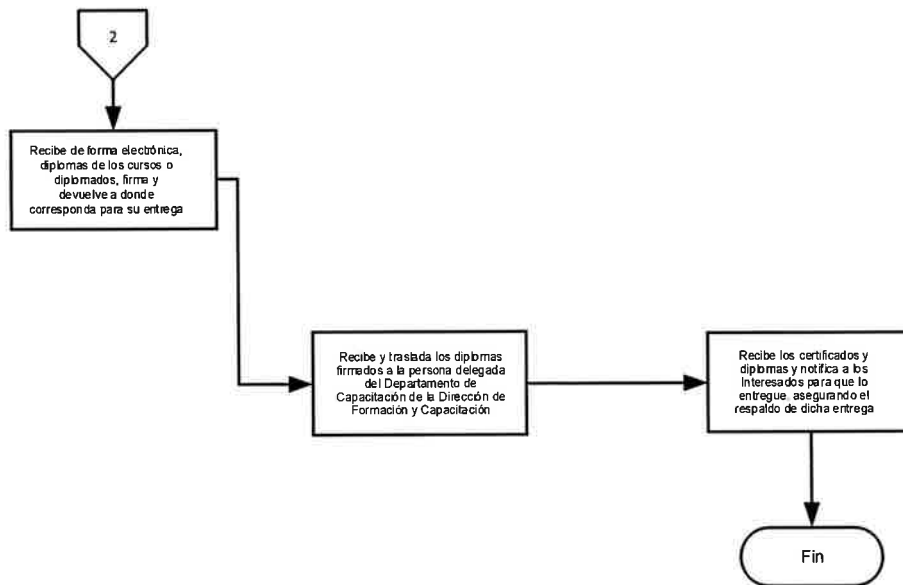 2
Recibe de forma electrónica,
diplomas de los cursos o
diplomados, firma y
devuelve a donde
corresponda para su entrega
Recibe y traslada los diplomas
firmados a la persona delegada
del Departamento de
Capacitación de la Dirección de
Formación y Capacitación
Recibe los certificados y
diplomas y notifica a los
Interesados para que lo
entregue, asegurando el
respaldo de dicha entrega
Fin